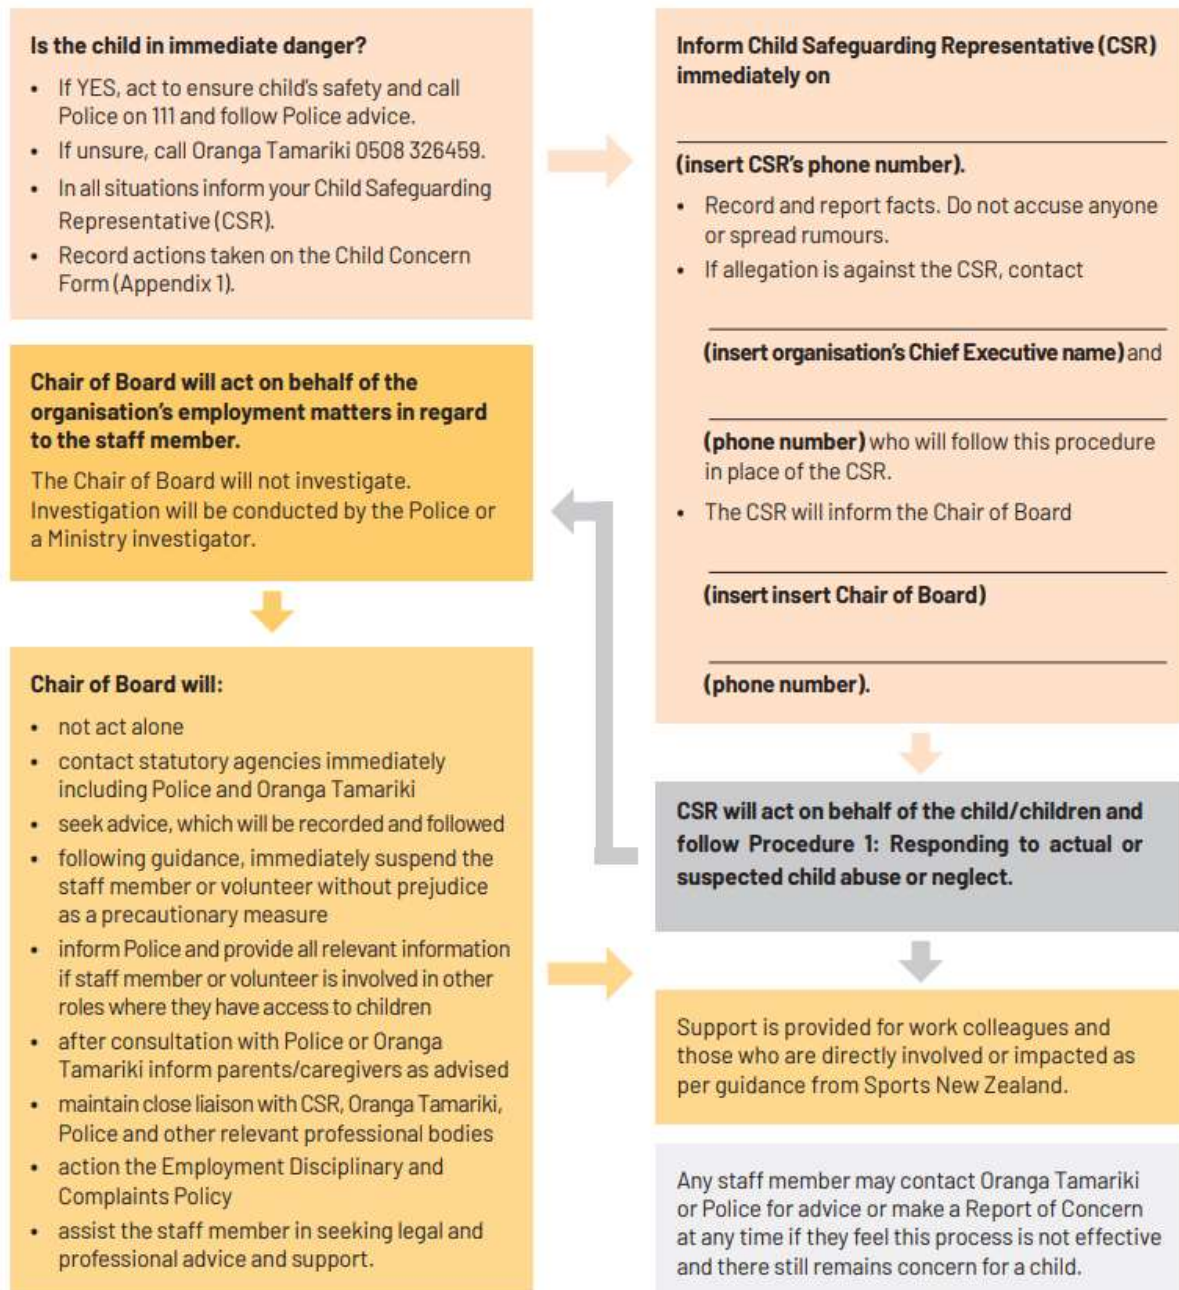 Is the child in immediate danger?
• If YES, act to ensure child's safety and call
Police on 111 and follow Police advice.
• If unsure, call Oranga Tamariki 0508 326459.
• In all situations inform your Child Safeguarding
Representative (CSR).
• Record actions taken on the Child Concern
Form (Appendix 1).
Inform Child Safeguarding Representative (CSR)
immediately on
(insert CSR's phone number).
• Record and report facts. Do not accuse anyone
or spread rumours.
• If allegation is against the CSR, contact
(insert organisation's Chief Executive name) and
(phone number) who will follow this procedure
in place of the CSR.
• The CSR will inform the Chair of Board
(insert insert Chair of Board)
(phone number).
CSR will act on behalf of the child/children and
follow Procedure 1: Responding to actual or
suspected child abuse or neglect.
Chair of Board will act on behalf of the
organisation's employment matters in regard
to the staff member.
The Chair of Board will not investigate.
Investigation will be conducted by the Police or
a Ministry investigator.
Chair of Board will:
• not act alone
• contact statutory agencies immediately
including Police and Oranga Tamariki
• seek advice, which will be recorded and followed
• following guidance, immediately suspend the
staff member or volunteer without prejudice
as a precautionary measure
• inform Police and provide all relevant information
if staff member or volunteer is involved in other
roles where they have access to children
• after consultation with Police or Oranga
Tamariki inform parents/caregivers as advised
• maintain close liaison with CSR, Oranga Tamariki,
Police and other relevant professional bodies
• action the Employment Disciplinary and
Complaints Policy
• assist the staff member in seeking legal and
professional advice and support.
Support is provided for work colleagues and
those who are directly involved or impacted as
per guidance from Sports New Zealand.
Any staff member may contact Oranga Tamariki
or Police for advice or make a Report of Concern
at any time if they feel this process is not effective
and there still remains concern for a child.